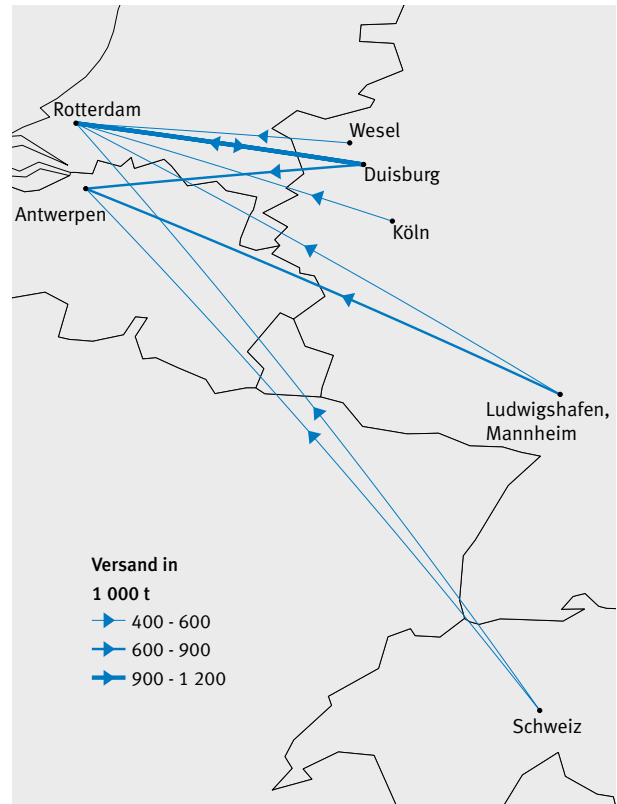 Rotterdam
Wesel
Duisburg
Antwerpen
Köln
Ludwigshafen,
Mannheim
Versand in
1 000 t
400 - 600
600 - 900
900 - 1 200
Schweiz